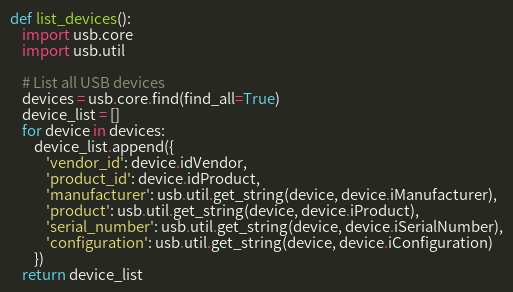 def list_devices():
    import usb.core
    import usb.util

    # List all USB devices
    devices = usb.core.find(find_all=True)
    device_list = []
    for device in devices:
        device_list.append({
            'vendor_id': device.idVendor,
            'product_id': device.idProduct,
            'manufacturer': usb.util.get_string(device, device.iManufacturer),
            'product': usb.util.get_string(device, device.iProduct),
            'serial_number': usb.util.get_string(device, device.iSerialNumber),
            'configuration': usb.util.get_string(device, device.iConfiguration)
        })
    return device_list